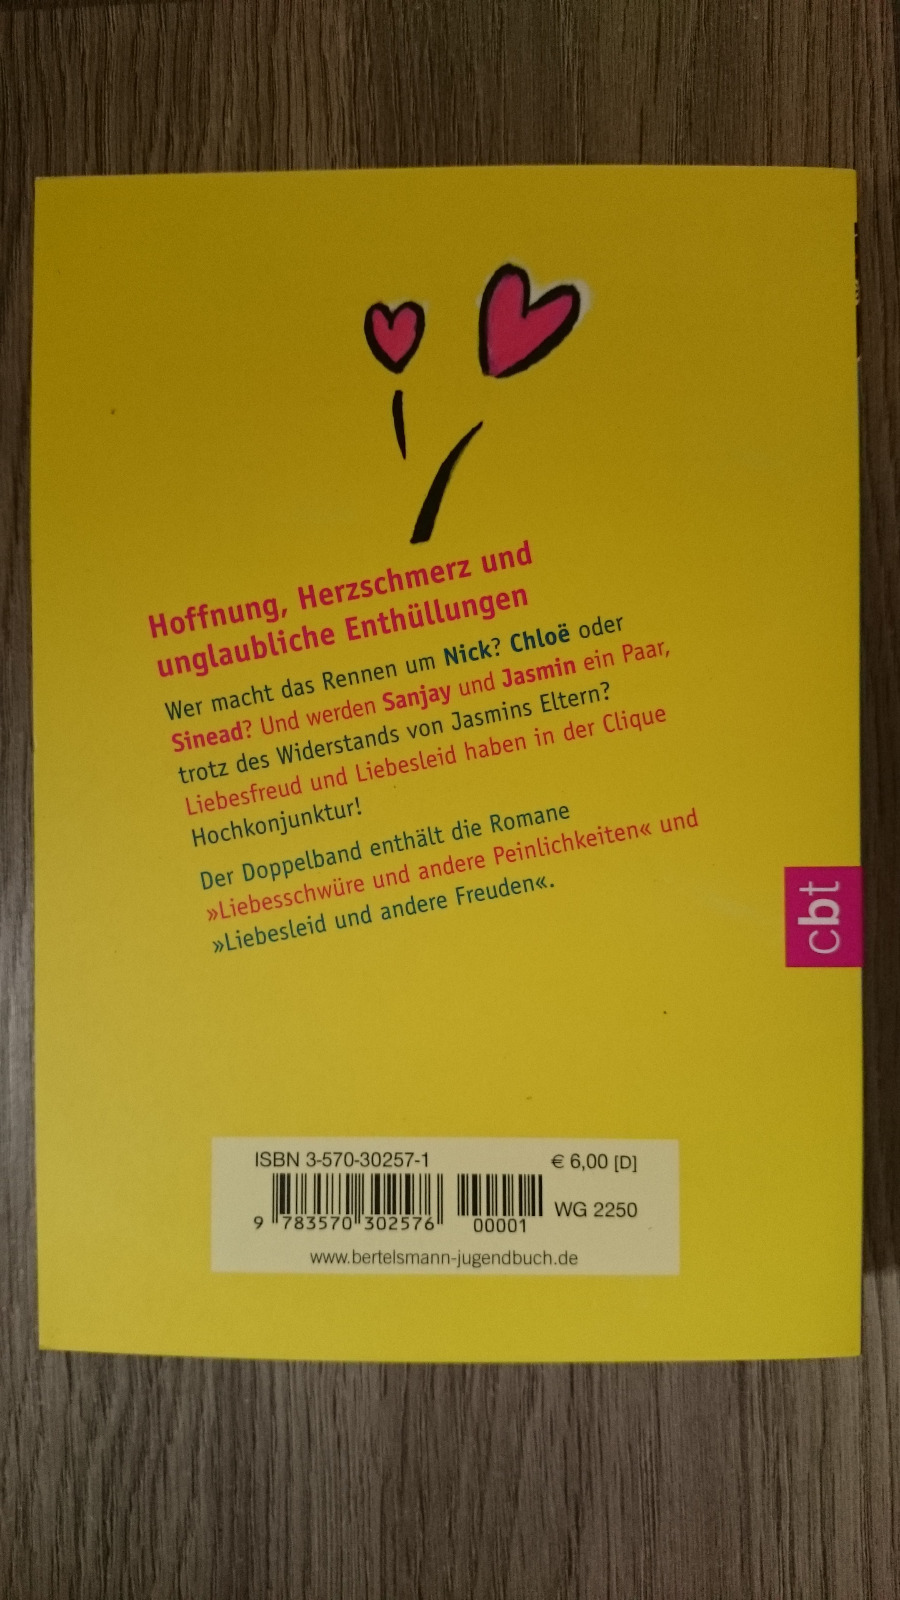 Hoffnung, Herzschmerz und
unglaubliche Enthüllungen
Wer macht das Rennen um Nick? Chloë oder
Sinead? Und werden Sanjay und Jasmin ein Paar,
trotz des Widerstands von Jasmins Eltern?
Liebesfreud und Liebesleid haben in der Clique
Hochkonjunktur!
Der Doppelband enthält die Romane
»Liebesschwüre und andere Peinlichkeiten« und
»Liebesleid und andere Freuden«.
cbt
ISBN 3-570-30257-1
€ 6,00 [D]
9 783570 302576
00001
WG 2250
www.bertelsmann-jugendbuch.de